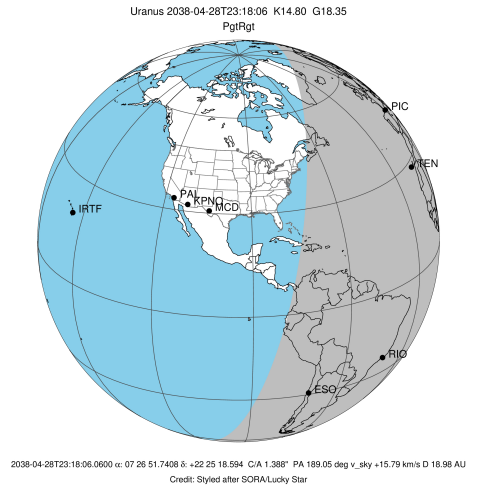 Uranus 2038-04-28T23:18:06 K14.80 G18.35
PgtRgt
PIC
TEN
PAL
KPNO
MCD
IRTF
RIO
ESO
2038-04-28T23:18:06.0600 α: 07 26 51.7408 δ: +22 25 18.594 C/A 1.388" PA 189.05 deg v_sky +15.79 km/s D 18.98 AU
Credit: Styled after SORA/Lucky Star